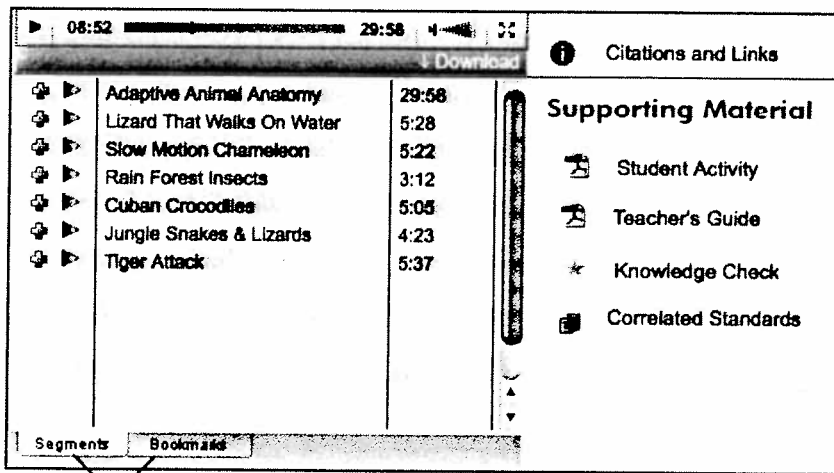 08:52 29:58
↓ Download
Adaptive Animal Anatomy 29:58
Lizard That Walks On Water 5:28
Slow Motion Chameleon 5:22
Rain Forest Insects 3:12
Cuban Crocodiles 5:05
Jungle Snakes & Lizards 4:23
Tiger Attack 5:37
Segments Bookmarks
Citations and Links
Supporting Material
Student Activity
Teacher's Guide
Knowledge Check
Correlated Standards